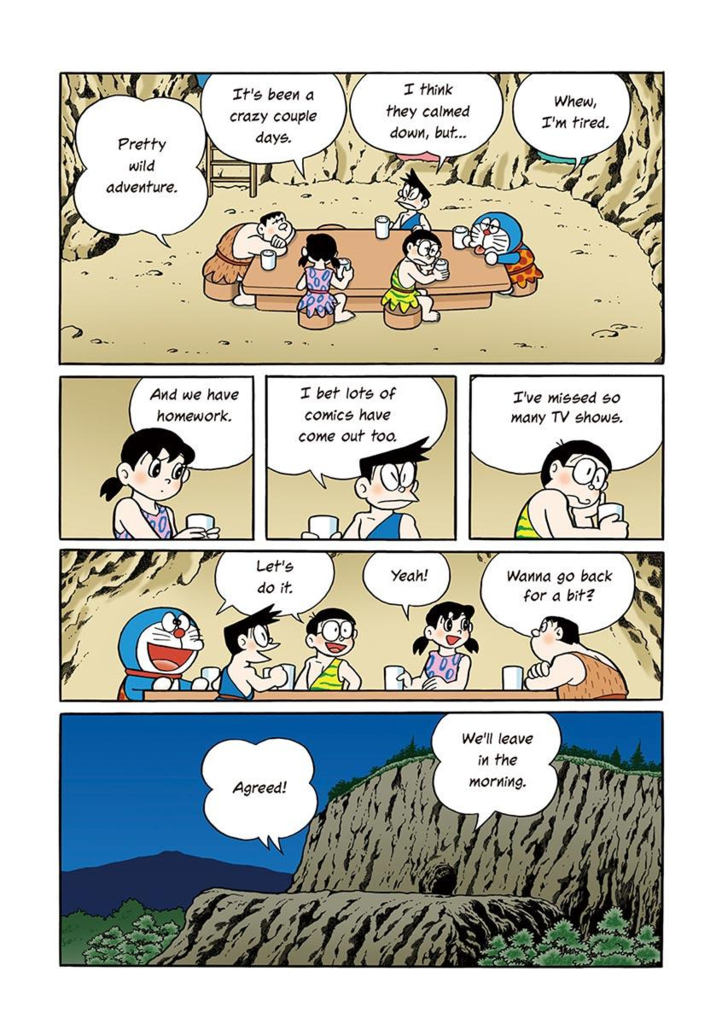 Whew,
I'm tired.
I think
they calmed
down, but...
It's been a
crazy couple
days.
Pretty
wild
adventure.
I've missed so
many TV shows.
I bet lots of
comics have
come out too.
And we have
homework.
Wanna go back
for a bit?
Yeah!
Let's
do it.
We'll leave
in the
morning.
Agreed!